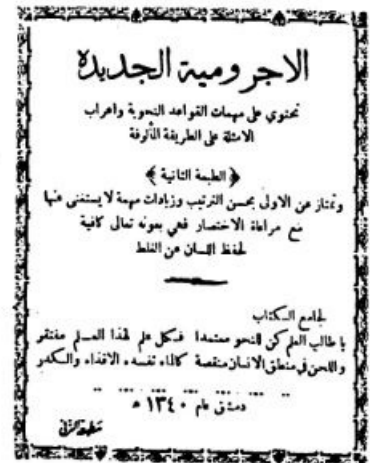 الاجرومية الجديدة
تحتوي على مهمات القواعد النحوية واعراب
الامثلة على الطريقة المألوفة
﴿ الطبعة الثانية ﴾
وتمتاز عن الاولى بحسن الترتيب وزيادات مهمة لا يستغنى عنها
مع مراعاة الاختصار فهي بعونه تعالى كافية
لحفظ اللسان من الغلط
لجامع الكتاب
يا طالب العلم كن للنحو معتمدا فكل علم لهذا العلم مفتقر
واللحن في منطق الانسان منقصة كالماء تفسده الاقذاء والكدر
دمشق عام ١٣٤٠ ه